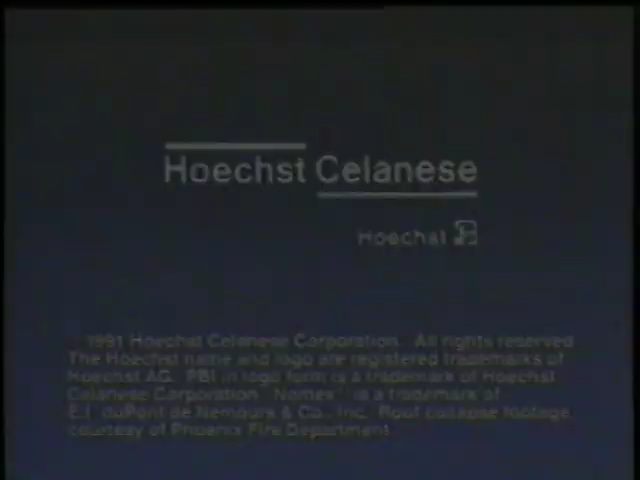 Hoechst Celanese
Hoechst
1991 Hoechst Celanese Corporation. All rights reserved
The Hoechst name and logo are registered trademarks of
Hoechst AG. PBI in logo form is a trademark of Hoechst
Celanese Corporation. Nomex is a trademark of
E.I. duPont de Nemours & Co., Inc. Roof collapse footage
courtesy of Phoenix Fire Department